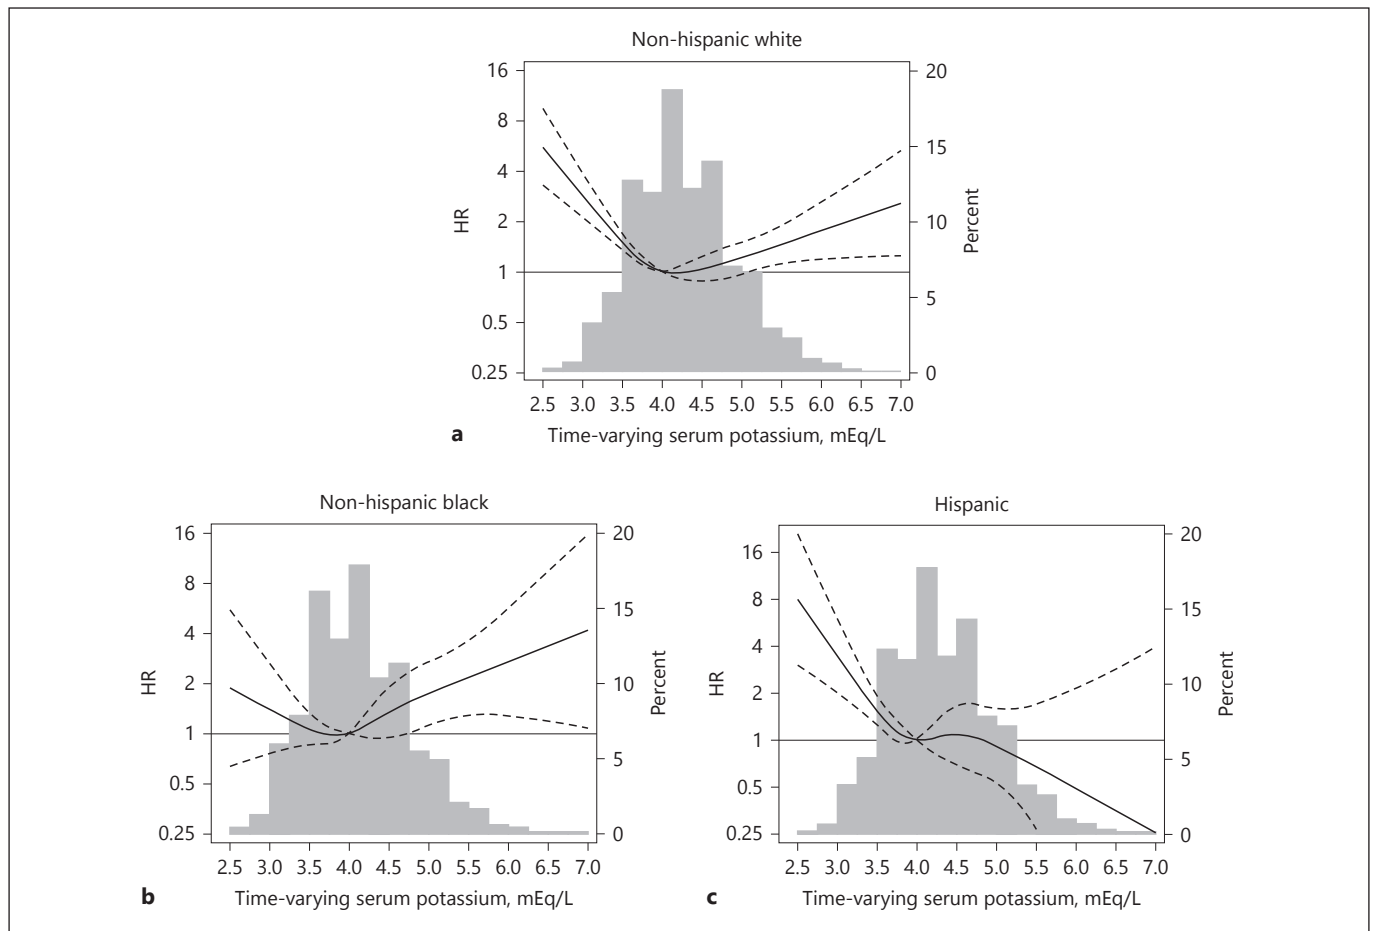 Non-hispanic white
16
8
4
2
1
0.5
0.25
HR
20
15
10
5
0
Percent
2.5 3.0 3.5 4.0 4.5 5.0 5.5 6.0 6.5 7.0
a Time-varying serum potassium, mEq/L
Non-hispanic black
16
8
4
2
1
0.5
0.25
HR
20
15
10
5
0
Percent
2.5 3.0 3.5 4.0 4.5 5.0 5.5 6.0 6.5 7.0
b Time-varying serum potassium, mEq/L
Hispanic
16
8
4
2
1
0.5
0.25
HR
20
15
10
5
0
Percent
2.5 3.0 3.5 4.0 4.5 5.0 5.5 6.0 6.5 7.0
c Time-varying serum potassium, mEq/L